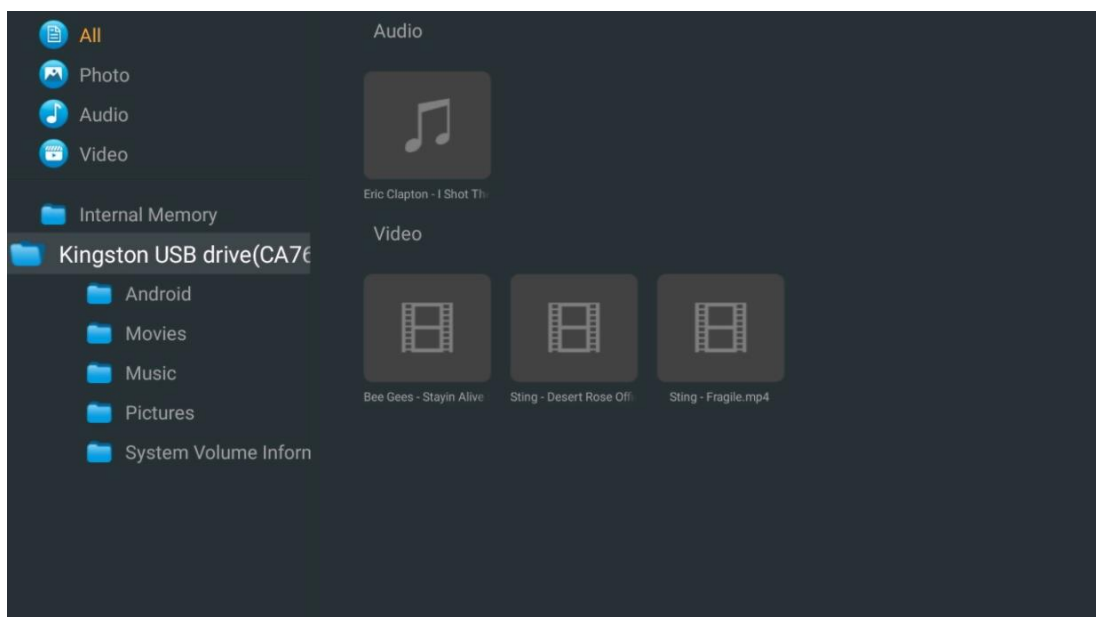 All
Photo
Audio
Video
Internal Memory
Kingston USB drive(CA76
Android
Movies
Music
Pictures
System Volume Inforn
Audio
Eric Clapton - I Shot Th
Video
Bee Gees - Stayin Alive
Sting - Desert Rose Offi
Sting - Fragile.mp4